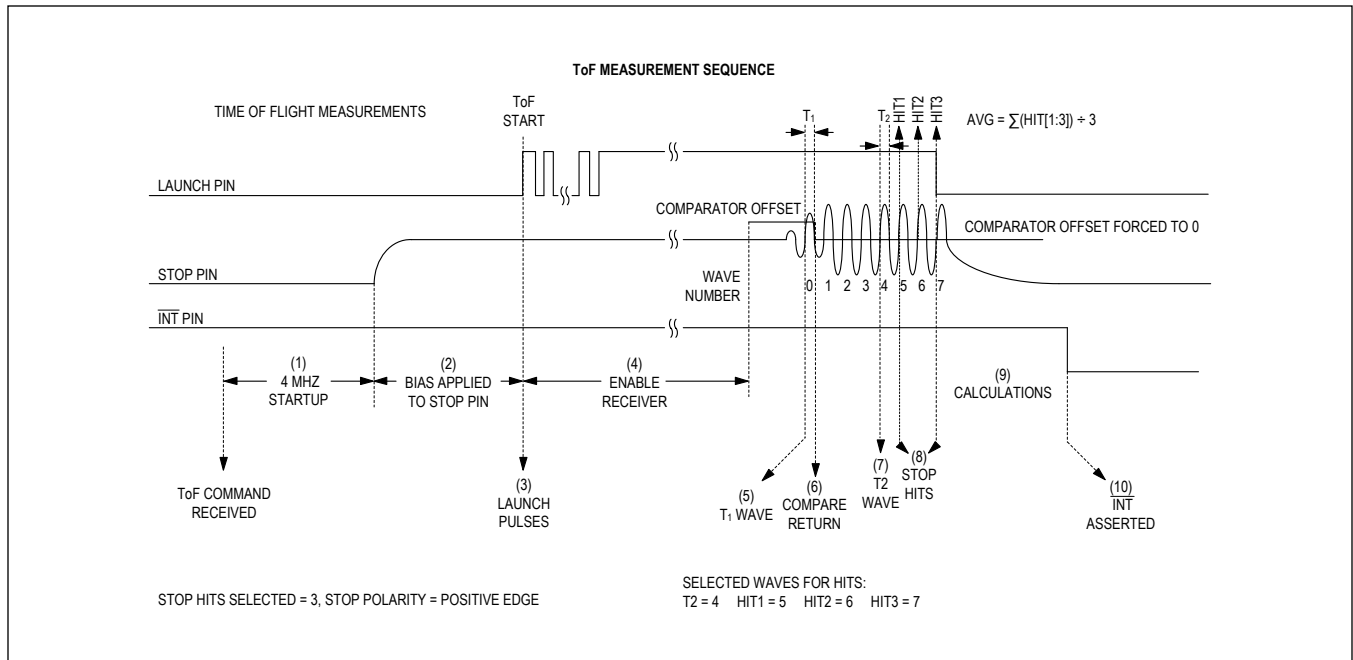 ToF MEASUREMENT SEQUENCE
TIME OF FLIGHT MEASUREMENTS
ToF
START
T1
T2
HIT1
HIT2
HIT3
AVG = ∑(HIT[1:3]) ÷ 3
LAUNCH PIN
COMPARATOR OFFSET
COMPARATOR OFFSET FORCED TO 0
STOP PIN
WAVE
NUMBER
0 1 2 3 4 5 6 7
INT PIN
(1)
4 MHZ
STARTUP
(2)
BIAS APPLIED
TO STOP PIN
(4)
ENABLE
RECEIVER
(9)
CALCULATIONS
ToF COMMAND
RECEIVED
(3)
LAUNCH
PULSES
(5)
T1 WAVE
(6)
COMPARE
RETURN
(7)
T2
WAVE
(8)
STOP
HITS
(10)
INT
ASSERTED
STOP HITS SELECTED = 3, STOP POLARITY = POSITIVE EDGE
SELECTED WAVES FOR HITS:
T2 = 4 HIT1 = 5 HIT2 = 6 HIT3 = 7